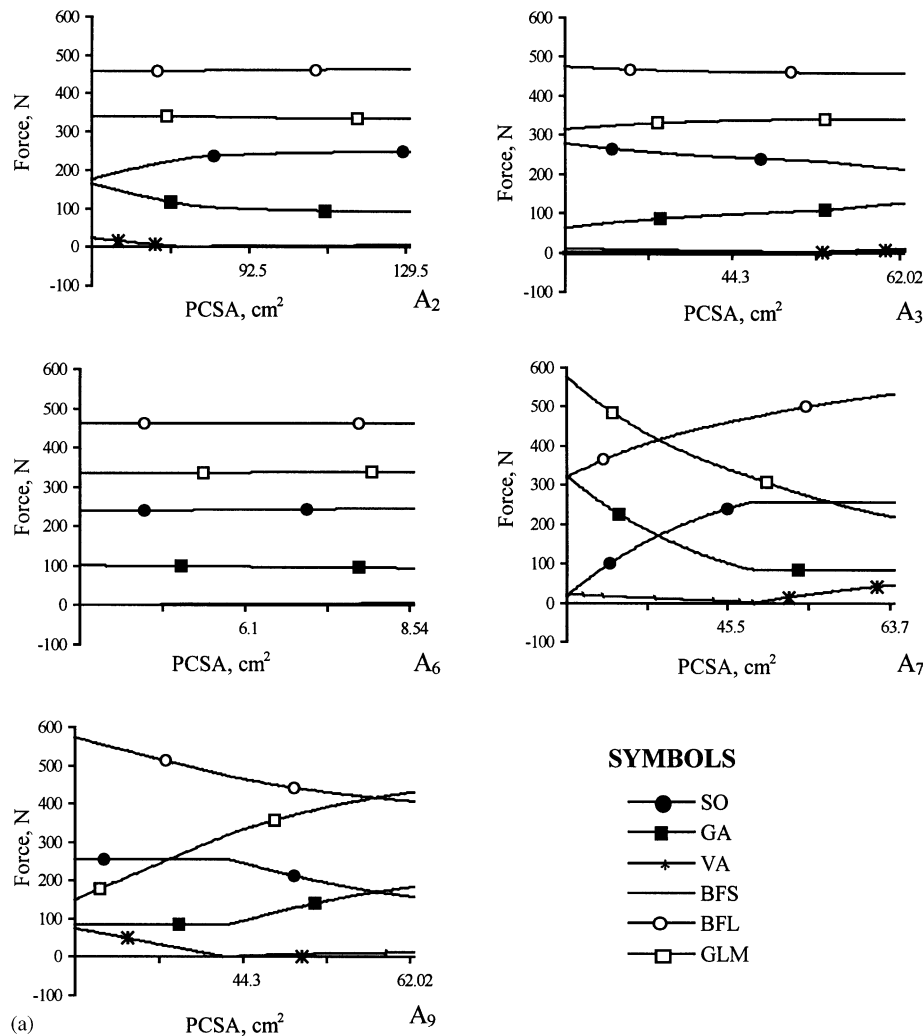 600
500
400
300
200
100
0
-100
Force, N
92.5
129.5
PCSA, cm²
A₂
600
500
400
300
200
100
0
-100
Force, N
44.3
62.02
PCSA, cm²
A₃
600
500
400
300
200
100
0
-100
Force, N
6.1
8.54
PCSA, cm²
A₆
600
500
400
300
200
100
0
-100
Force, N
45.5
63.7
PCSA, cm²
A₇
600
500
400
300
200
100
0
-100
Force, N
44.3
62.02
PCSA, cm²
A₉
(a)
SYMBOLS
SO
GA
VA
BFS
BFL
GLM